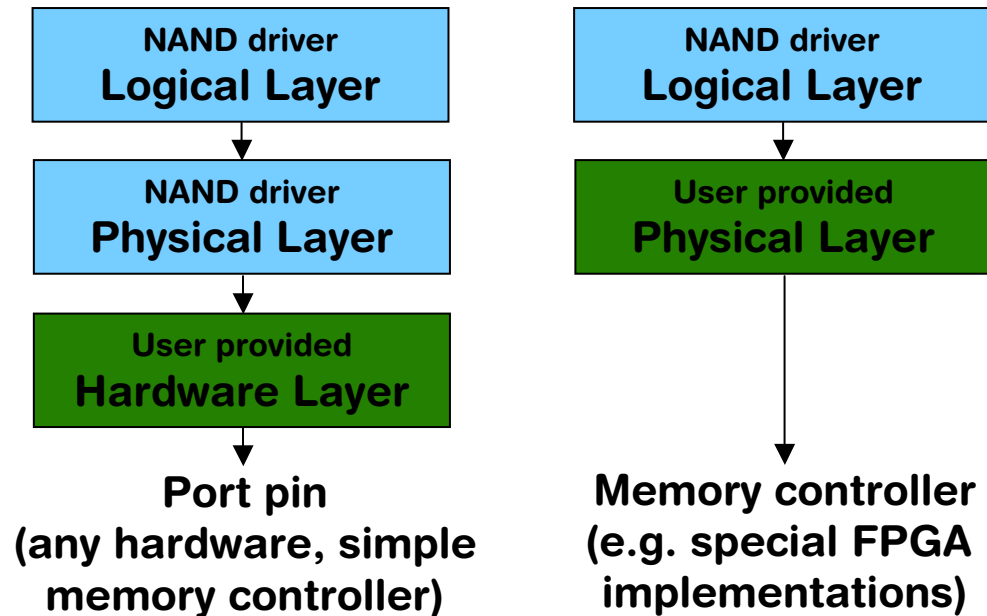 NAND driver
Logical Layer
NAND driver
Physical Layer
User provided
Hardware Layer
Port pin
(any hardware, simple
memory controller)
NAND driver
Logical Layer
User provided
Physical Layer
Memory controller
(e.g. special FPGA
implementations)